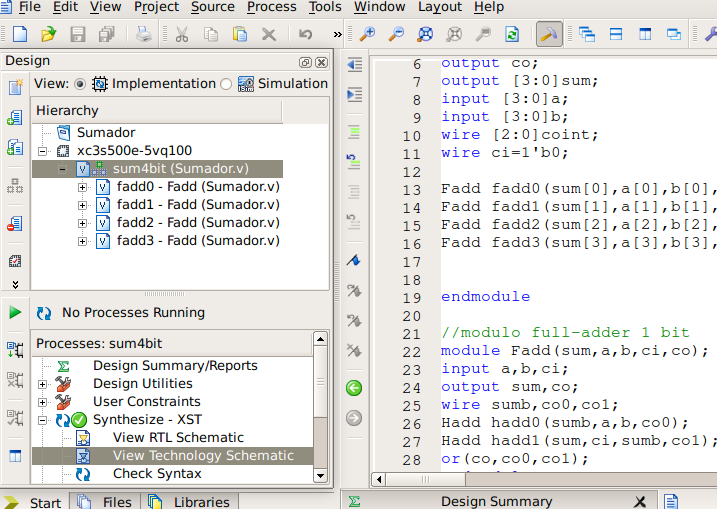 File Edit View Project Source Process Tools Window Layout Help
»
Design
View: Implementation Simulation
Hierarchy
Sumador
xc3s500e-5vq100
sum4bit (Sumador.v)
fadd0 - Fadd (Sumador.v)
fadd1 - Fadd (Sumador.v)
fadd2 - Fadd (Sumador.v)
fadd3 - Fadd (Sumador.v)
No Processes Running
Processes: sum4bit
Design Summary/Reports
Design Utilities
User Constraints
Synthesize - XST
View RTL Schematic
View Technology Schematic
Check Syntax
Start Files Libraries
6 output co;
7 output [3:0]sum;
8 input [3:0]a;
9 input [3:0]b;
10 wire [2:0]coint;
11 wire ci=1'b0;
12
13 Fadd fadd0(sum[0],a[0],b[0],
14 Fadd fadd1(sum[1],a[1],b[1],
15 Fadd fadd2(sum[2],a[2],b[2],
16 Fadd fadd3(sum[3],a[3],b[3],
17
18
19 endmodule
20
21 //modulo full-adder 1 bit
22 module Fadd(sum,a,b,ci,co);
23 input a,b,ci;
24 output sum,co;
25 wire sumb,co0,co1;
26 Hadd hadd0(sumb,a,b,co0);
27 Hadd hadd1(sum,ci,sumb,co1);
28 or(co,co0,co1);
Design Summary